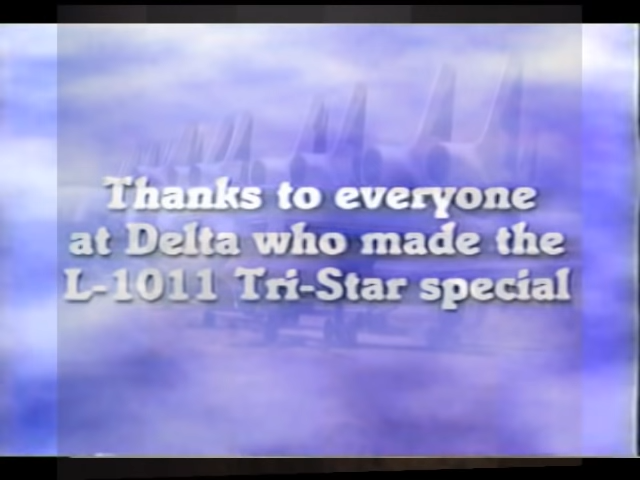 Thanks to everyone
at Delta who made the
L-1011 Tri-Star special